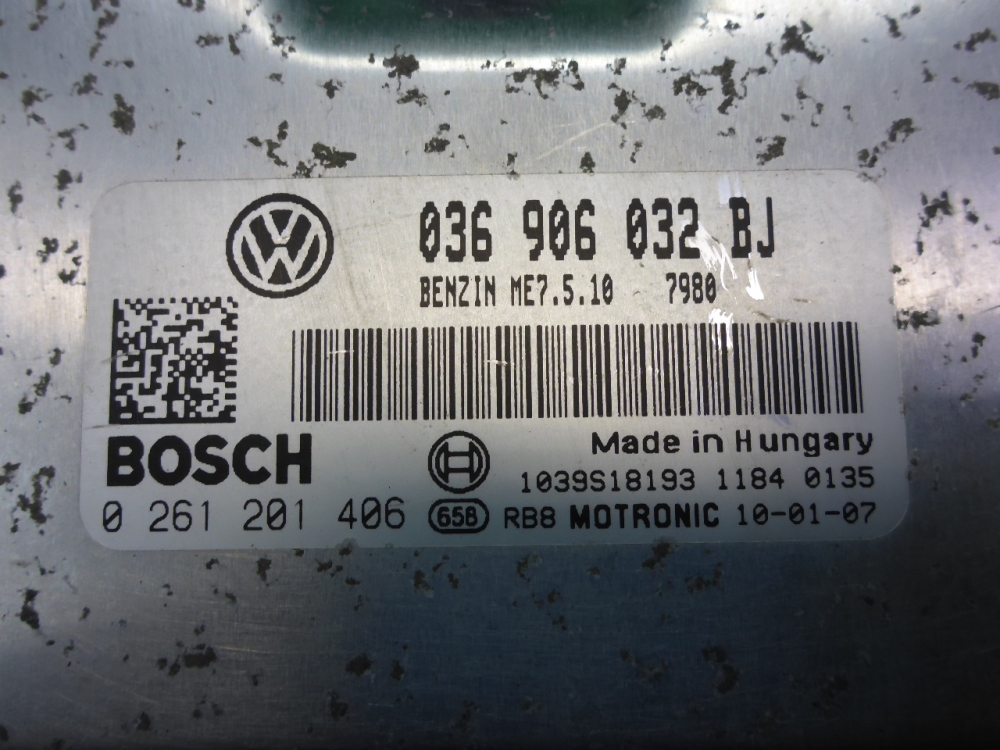 036 906 032 BJ
BENZIN ME7.5.10 7980
BOSCH
Made in Hungary
1039S18193 1184 0135
0 261 201 406 658 RB8 MOTRONIC 10-01-07